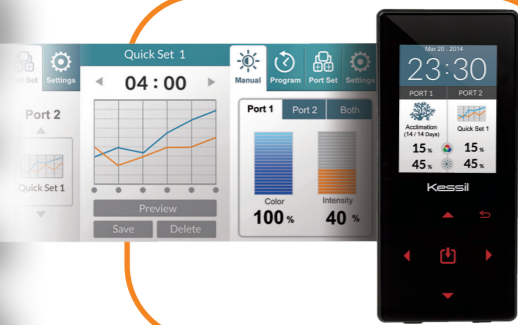 Port Set
Settings
Port 2
Quick Set 1
Quick Set 1
04 : 00
Preview
Save
Delete
Manual
Program
Port Set
Settings
Port 1
Port 2
Both
Color
100 %
Intensity
40 %
Mar 20 . 2014
23:30
PORT 1
PORT 2
Acclimation
(14 / 14 Days)
Quick Set 1
15 %
15 %
45 %
45 %
Kessil